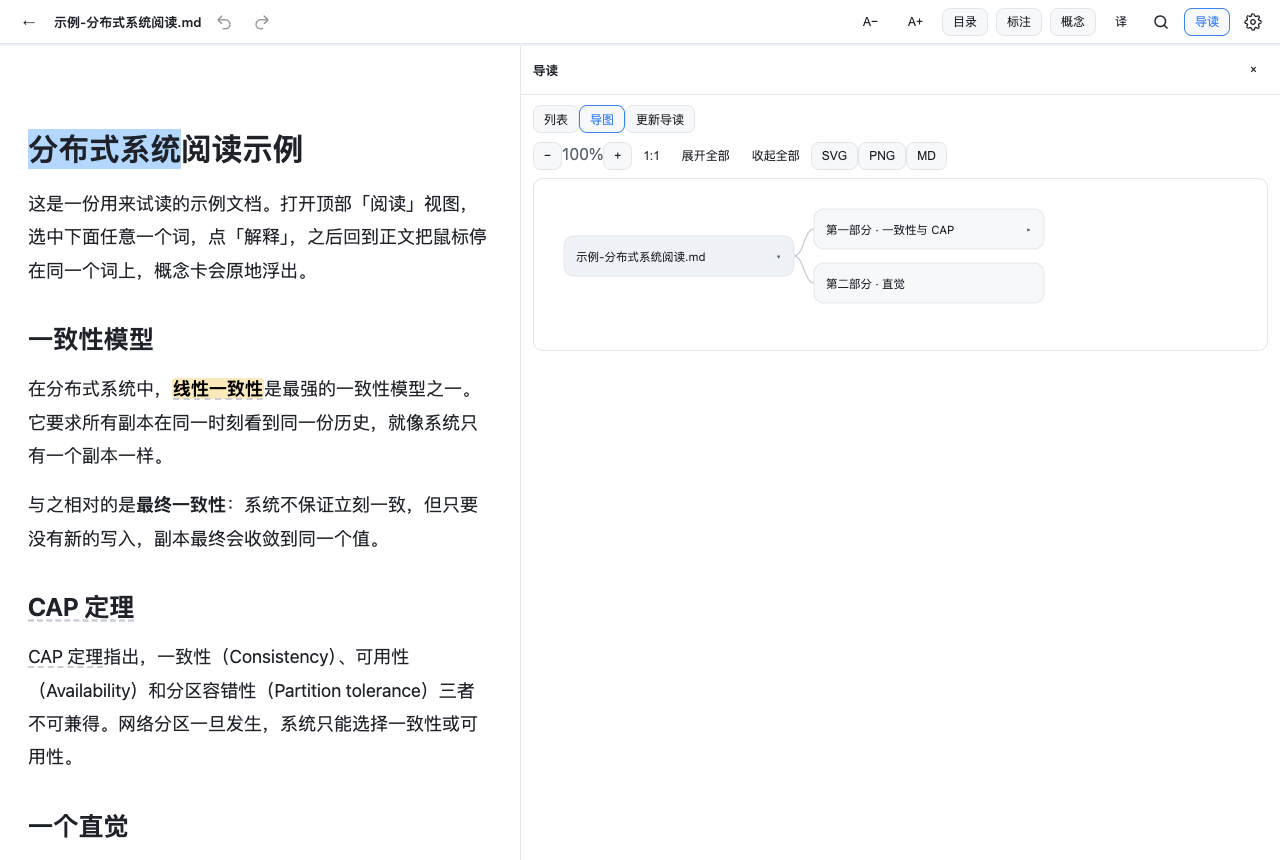 ← 示例-分布式系统阅读.md A− A+ 目录 标注 概念 译 导读
分布式系统阅读示例
这是一份用来试读的示例文档。打开顶部「阅读」视图，
选中下面任意一个词，点「解释」，之后回到正文把鼠标停
在同一个词上，概念卡会原地浮出。
一致性模型
在分布式系统中，线性一致性是最强的一致性模型之一。
它要求所有副本在同一时刻看到同一份历史，就像系统只
有一个副本一样。
与之相对的是最终一致性：系统不保证立刻一致，但只要
没有新的写入，副本最终会收敛到同一个值。
CAP 定理
CAP 定理指出，一致性（Consistency）、可用性
（Availability）和分区容错性（Partition tolerance）三者
不可兼得。网络分区一旦发生，系统只能选择一致性或可
用性。
一个直觉
导读 ×
列表 导图 更新导读
− 100% + 1:1 展开全部 收起全部 SVG PNG MD
示例-分布式系统阅读.md
第一部分 · 一致性与 CAP
第二部分 · 直觉